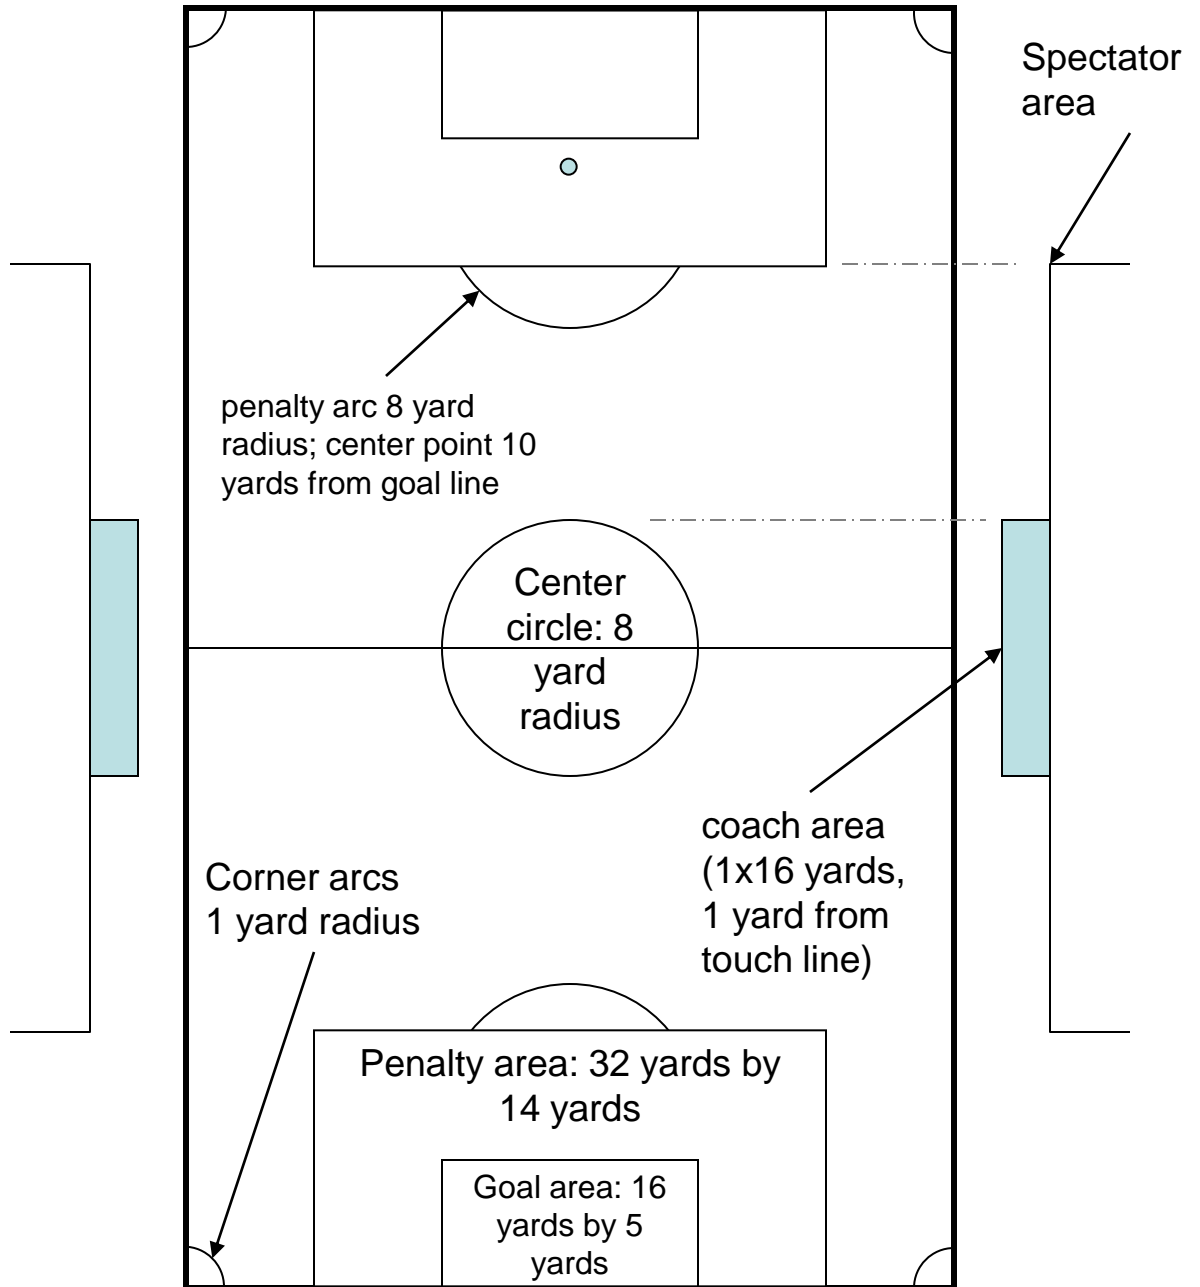 Spectator
area
penalty arc 8 yard
radius; center point 10
yards from goal line
Center
circle: 8
yard
radius
coach area
(1x16 yards,
1 yard from
touch line)
Corner arcs
1 yard radius
Penalty area: 32 yards by
14 yards
Goal area: 16
yards by 5
yards